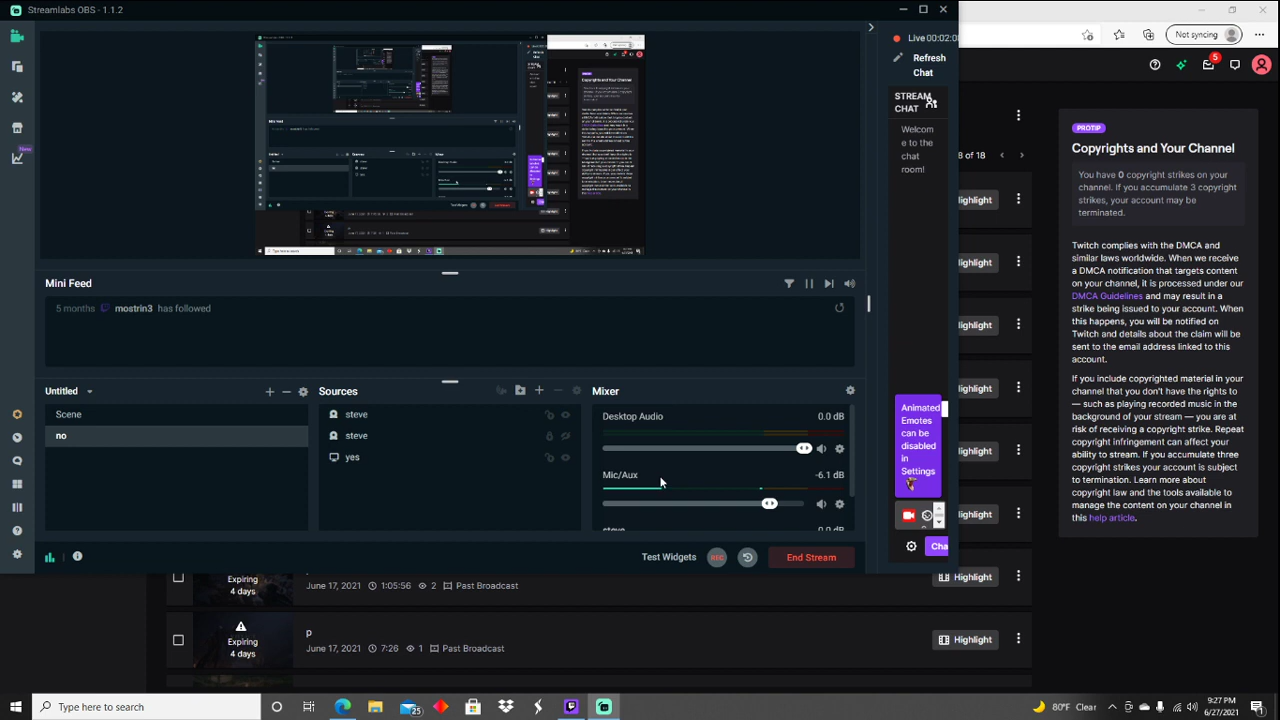 Streamlabs OBS - 1.1.2
Not syncing
Live 00:02:0
Refresh
Chat
STREAM
CHAT
Welcom
e to the
chat
room!
8 of 18
5
New
PROTIP
Copyrights and Your Channel
You have 0 copyright strikes on your
channel. If you accumulate 3 copyright
strikes, your account may be
terminated.
Twitch complies with the DMCA and
similar laws worldwide. When we receive
a DMCA notification that targets content
on your channel, it is processed under our
DMCA Guidelines and may result in a
strike being issued to your account. When
this happens, you will be notified on
Twitch and details about the claim will be
sent to the email address linked to this
account.
If you include copyrighted material in your
channel that you don't have the rights to
— such as playing recorded music in the
background of your stream — you are at
risk of receiving a copyright strike. Repeat
copyright infringement can affect your
ability to stream. If you accumulate three
copyright strikes your account is subject to
termination. Learn more about
copyright law and the tools available to
manage the content on your channel in
this help article.
Mini Feed
5 months mostrin3 has followed
Untitled
Scene
no
Sources
steve
steve
yes
Mixer
Desktop Audio 0.0 dB
Mic/Aux -6.1 dB
steve 0.0 dB
Animated
Emotes
can be
disabled
in
Settings
Cha
Test Widgets
REC
End Stream
Highlight
Highlight
Highlight
Highlight
Highlight
Highlight
Expiring
4 days
June 17, 2021 1:05:56 2 Past Broadcast
Highlight
Expiring
4 days
p
June 17, 2021 7:26 1 Past Broadcast
Highlight
Type here to search
25
80°F Clear
9:27 PM
6/27/2021
1